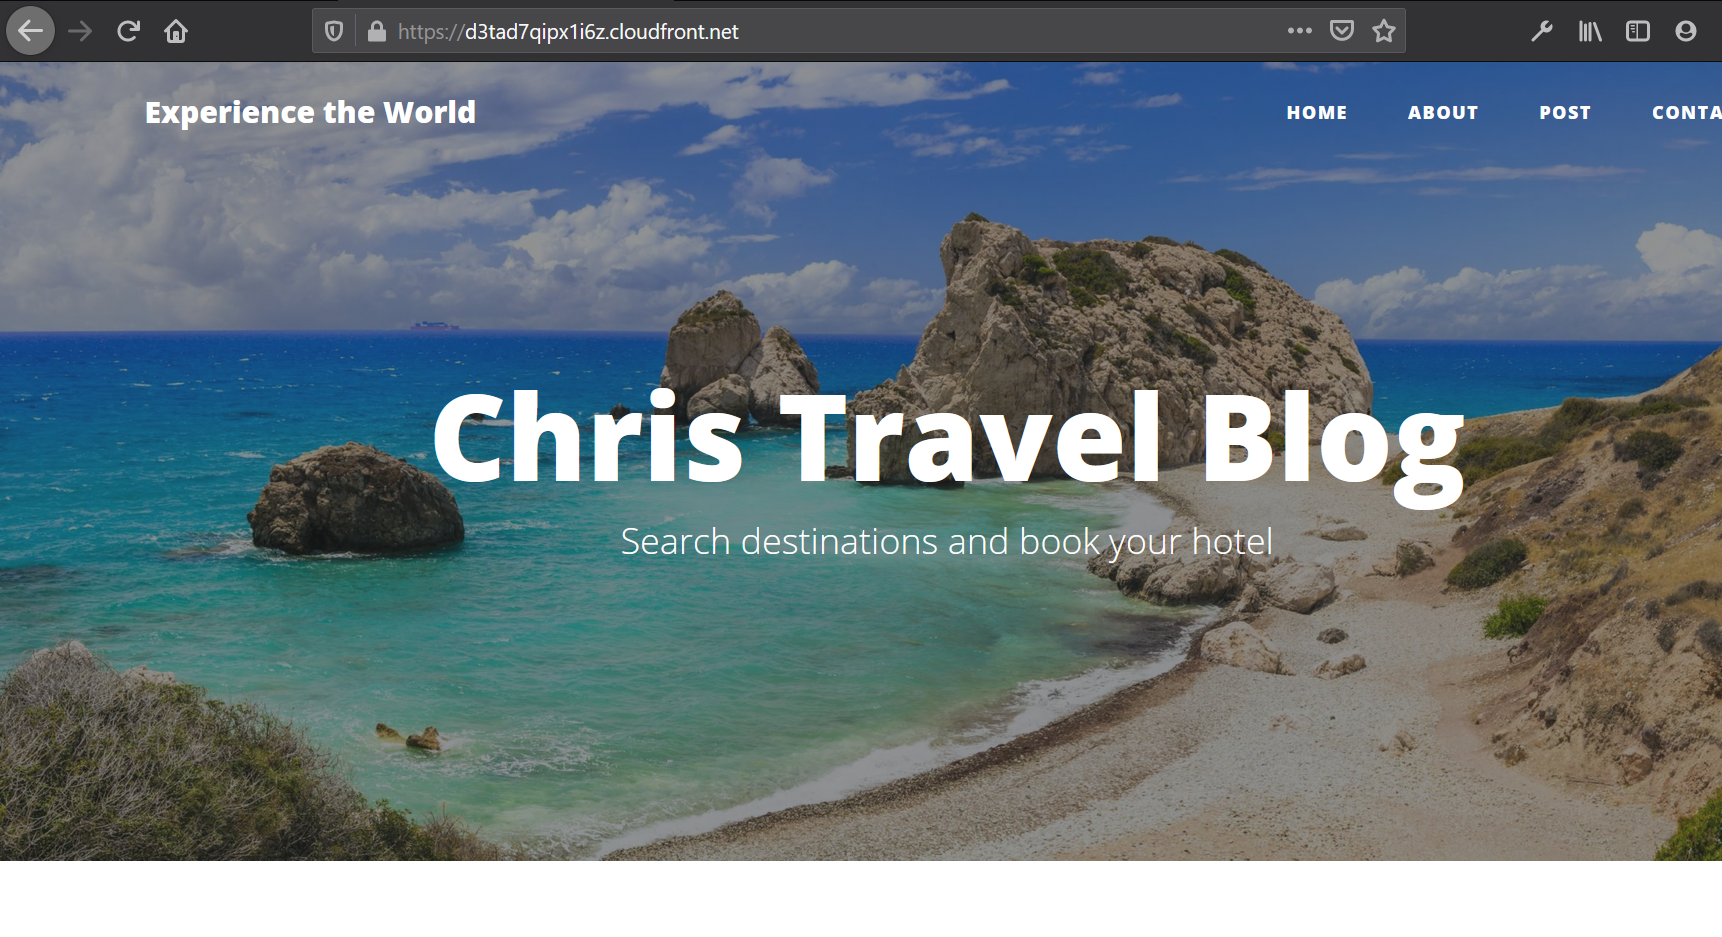 https://d3tad7qipx1i6z.cloudfront.net
Experience the World
HOME ABOUT POST CONTA
Chris Travel Blog
Search destinations and book your hotel